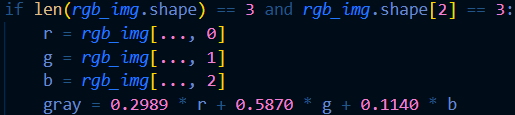 if len(rgb_img.shape) == 3 and rgb_img.shape[2] == 3:
    r = rgb_img[..., 0]
    g = rgb_img[..., 1]
    b = rgb_img[..., 2]
    gray = 0.2989 * r + 0.5870 * g + 0.1140 * b